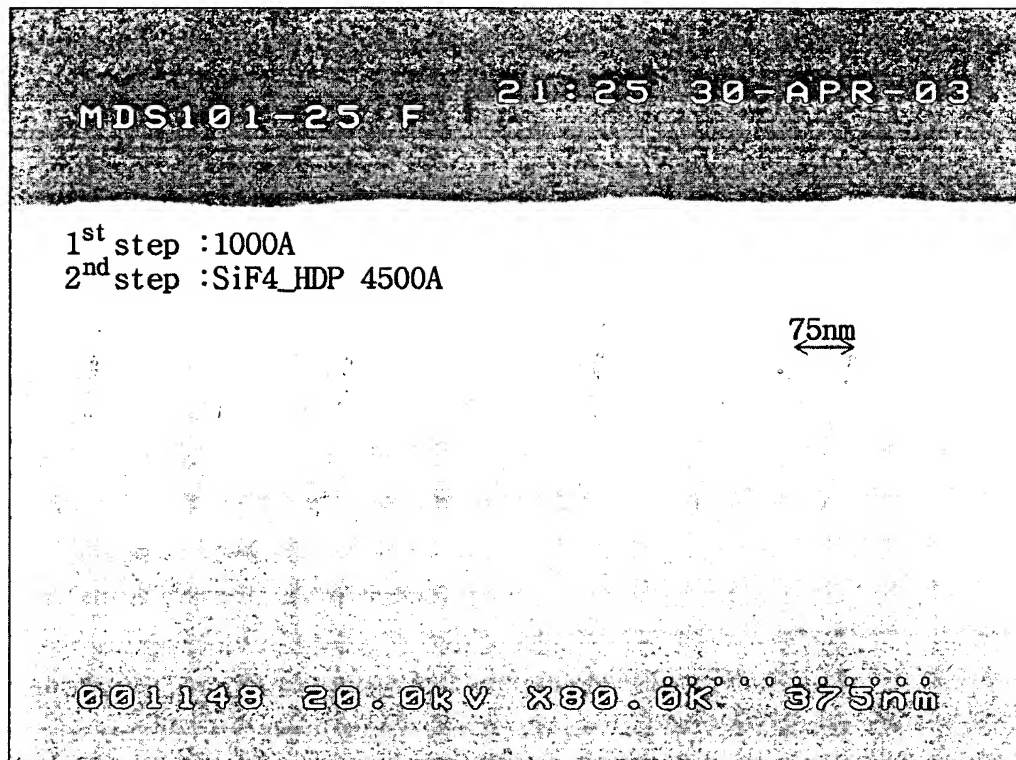 21:25 30-APR-03
MDS101-25 F
1st step :1000A
2nd step :SiF4_HDP 4500A
75nm
001148 20.0kV X80.0K 375nm